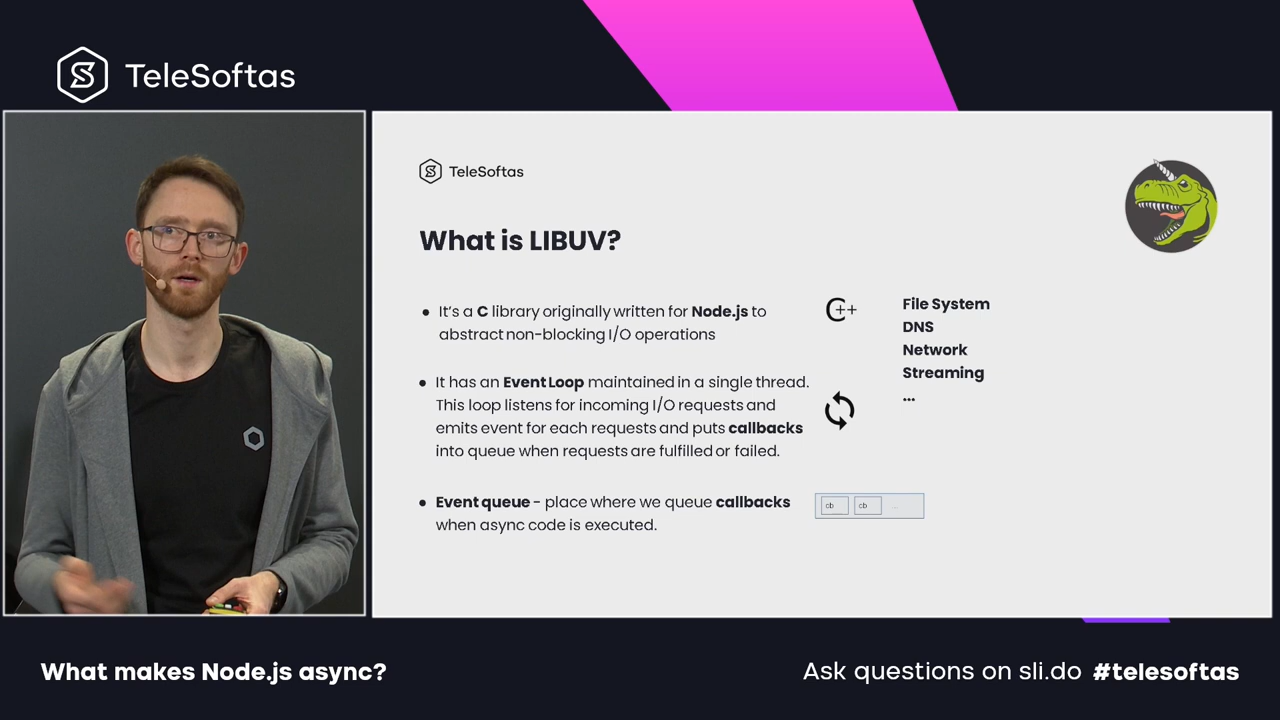 TeleSoftas
TeleSoftas
What is LIBUV?
• It's a C library originally written for Node.js to
abstract non-blocking I/O operations
• It has an Event Loop maintained in a single thread.
This loop listens for incoming I/O requests and
emits event for each requests and puts callbacks
into queue when requests are fulfilled or failed.
• Event queue - place where we queue callbacks
when async code is executed.
C++
File System
DNS
Network
Streaming
...
cb cb ...
What makes Node.js async?
Ask questions on sli.do #telesoftas